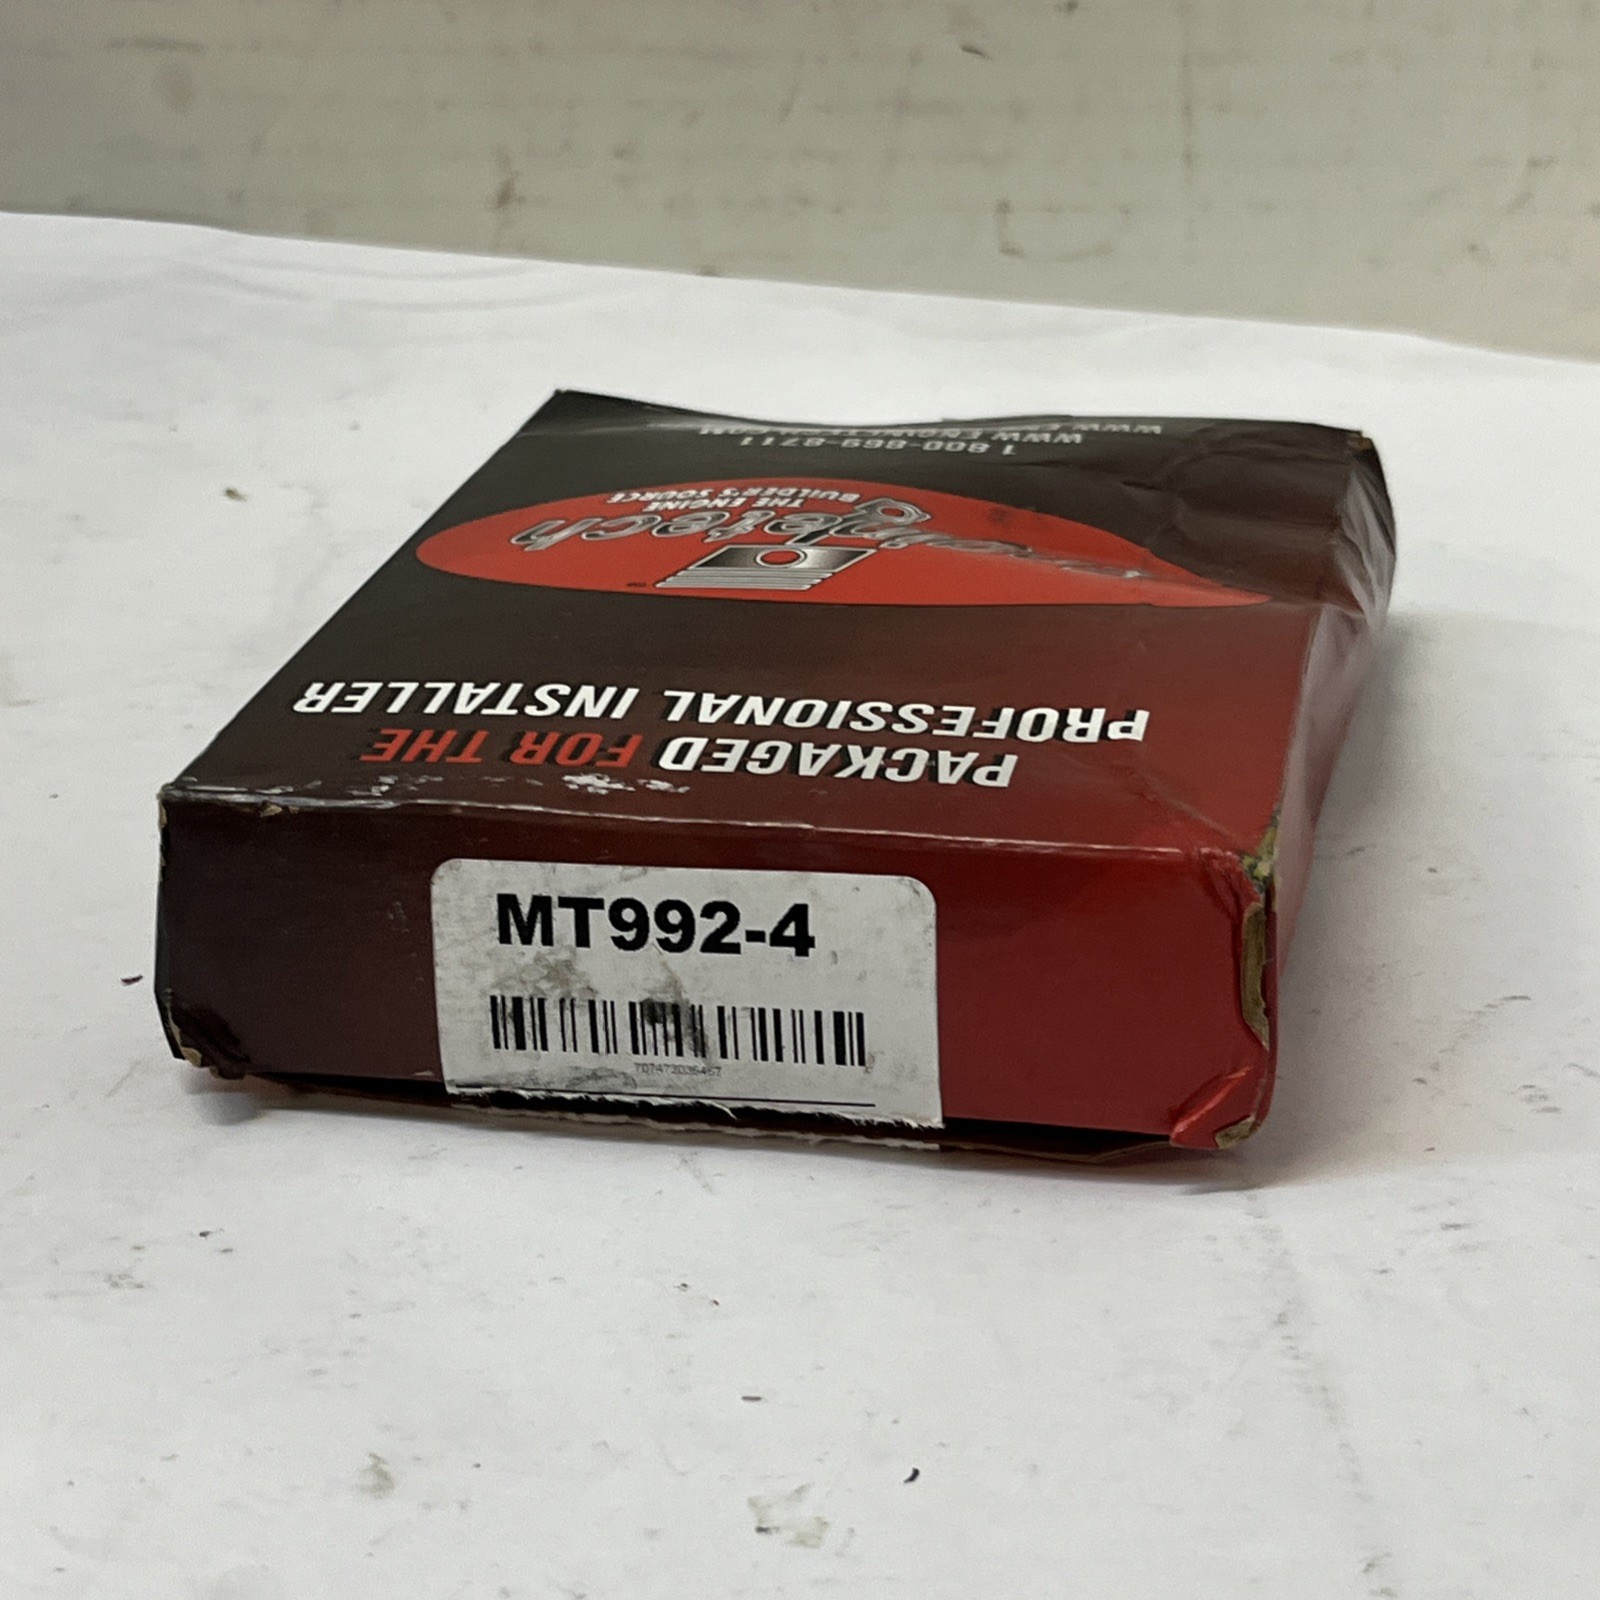 PACKAGED FOR THE
PROFESSIONAL INSTALLER
THE ENGINE
BUILDER'S SOURCE
1 800-869-8711
MT992-4